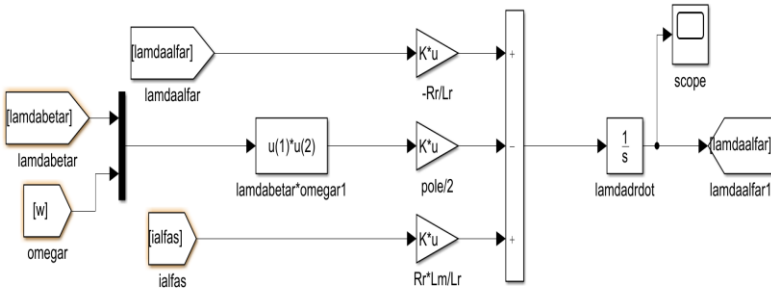 [lamdaalfar]
lamdaalfar
K*u
-Rr/Lr
+
scope
[lamdabetar]
lamdabetar
u(1)*u(2)
lamdabetar*omegar1
K*u
pole/2
-
1
s
lamdadrdot
[lamdaalfar]
lamdaalfar1
[w]
omegar
[ialfas]
ialfas
K*u
Rr*Lm/Lr
+